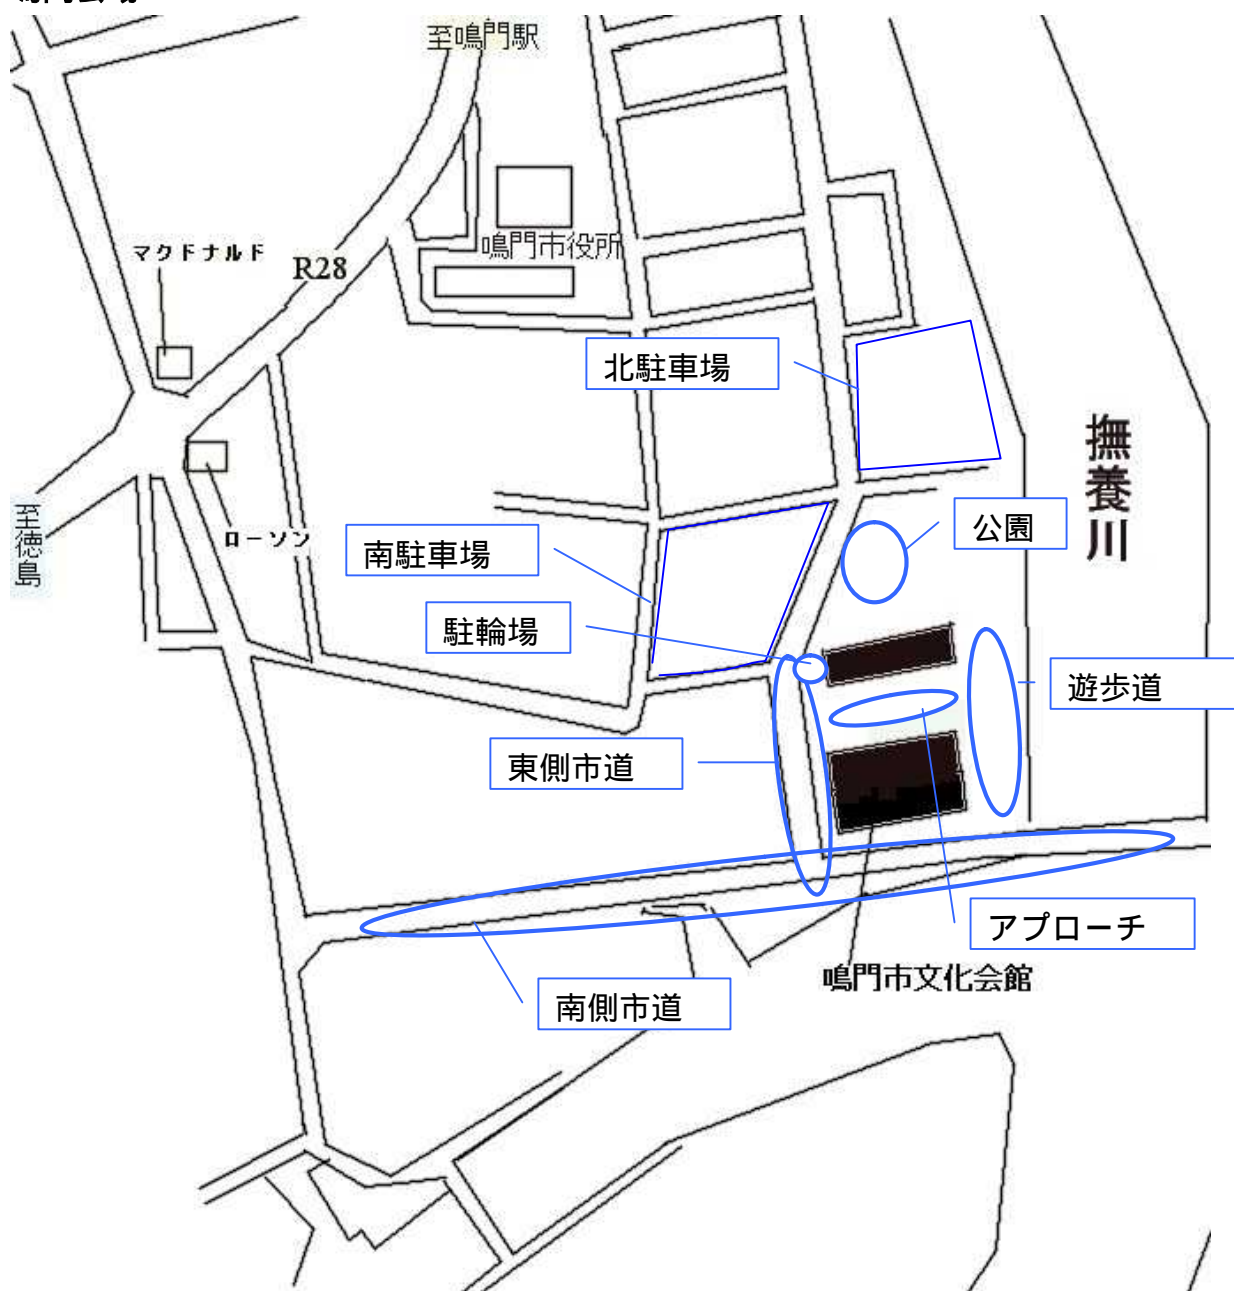 至鳴門駅
マクドナルド
R28
鳴門市役所
北駐車場
撫養川
至徳島
ローソン
南駐車場
公園
駐輪場
遊歩道
東側市道
アプローチ
鳴門市文化会館
南側市道